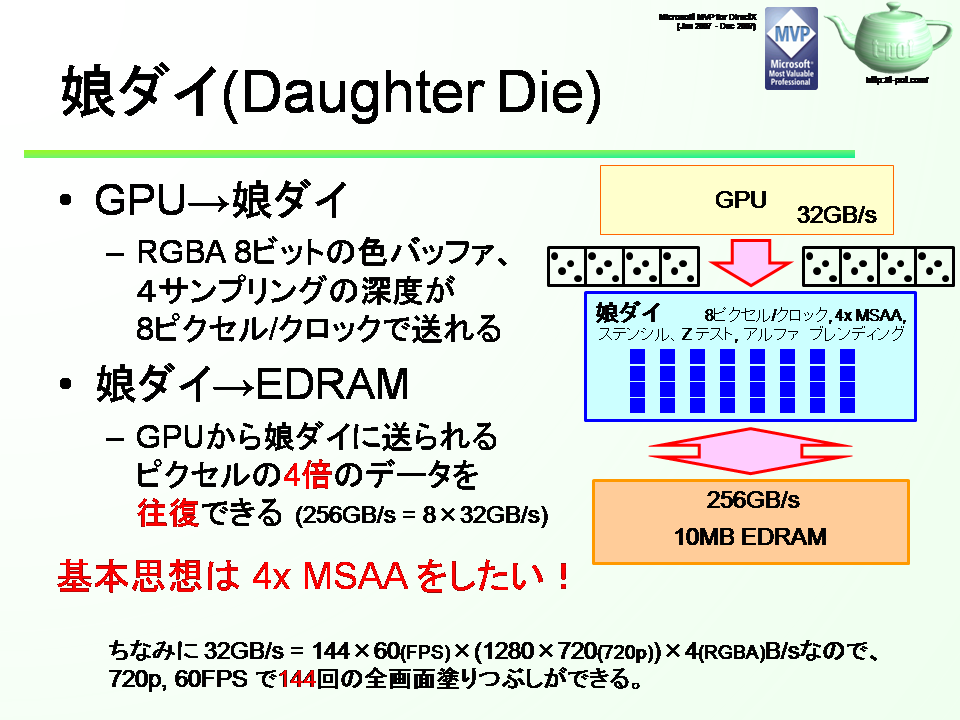 Microsoft MVP for DirectX
(Jan 2007 - Dec 2007)
MVP
Microsoft®
Most Valuable
Professional
t-pot
http://t-pot.com/
娘ダイ(Daughter Die)
• GPU→娘ダイ
– RGBA 8ビットの色バッファ、
４サンプリングの深度が
8ピクセル/クロックで送れる
• 娘ダイ→EDRAM
– GPUから娘ダイに送られる
ピクセルの4倍のデータを
往復できる (256GB/s = 8×32GB/s)
基本思想は 4x MSAA をしたい！
GPU
32GB/s
娘ダイ 8ピクセル/クロック, 4x MSAA,
ステンシル、Z テスト, アルファ ブレンディング
256GB/s
10MB EDRAM
ちなみに 32GB/s = 144×60(FPS)×(1280×720(720p))×4(RGBA)B/sなので、
720p, 60FPS で144回の全画面塗りつぶしができる。